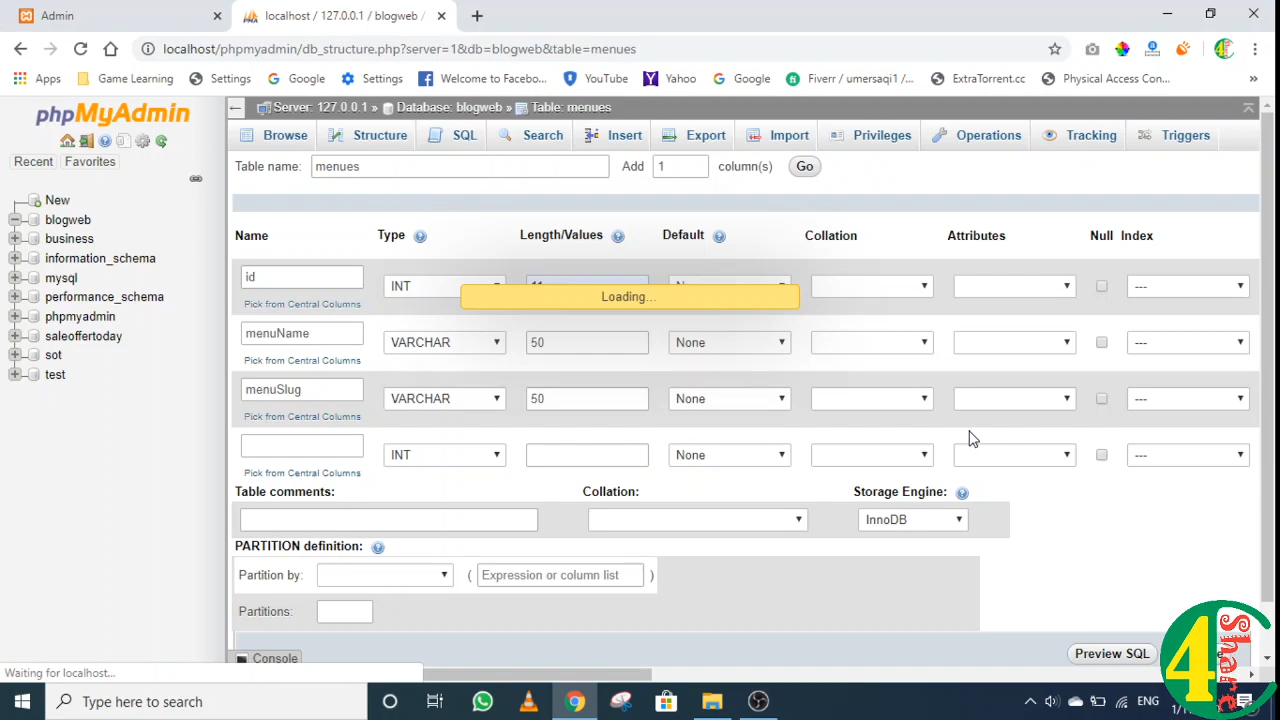 Admin
localhost / 127.0.0.1 / blogweb /
localhost/phpmyadmin/db_structure.php?server=1&db=blogweb&table=menues
Apps Game Learning Settings Google Settings Welcome to Facebo... YouTube Yahoo Google Fiverr / umersaqi1/... ExtraTorrent.cc Physical Access Con... »
phpMyAdmin
Recent Favorites
New
blogweb
business
information_schema
mysql
performance_schema
phpmyadmin
saleoffertoday
sot
test
Server: 127.0.0.1 » Database: blogweb » Table: menues
Browse Structure SQL Search Insert Export Import Privileges Operations Tracking Triggers
Table name: menues Add 1 column(s) Go
Name Type Length/Values Default Collation Attributes Null Index
id INT 11 None ---
Pick from Central Columns
Loading...
menuName VARCHAR 50 None ---
Pick from Central Columns
menuSlug VARCHAR 50 None ---
Pick from Central Columns
INT None ---
Pick from Central Columns
Table comments: Collation: Storage Engine:
InnoDB
PARTITION definition:
Partition by: ( Expression or column list )
Partitions:
Preview SQL
Console
Waiting for localhost...
Type here to search
ENG
4 Share